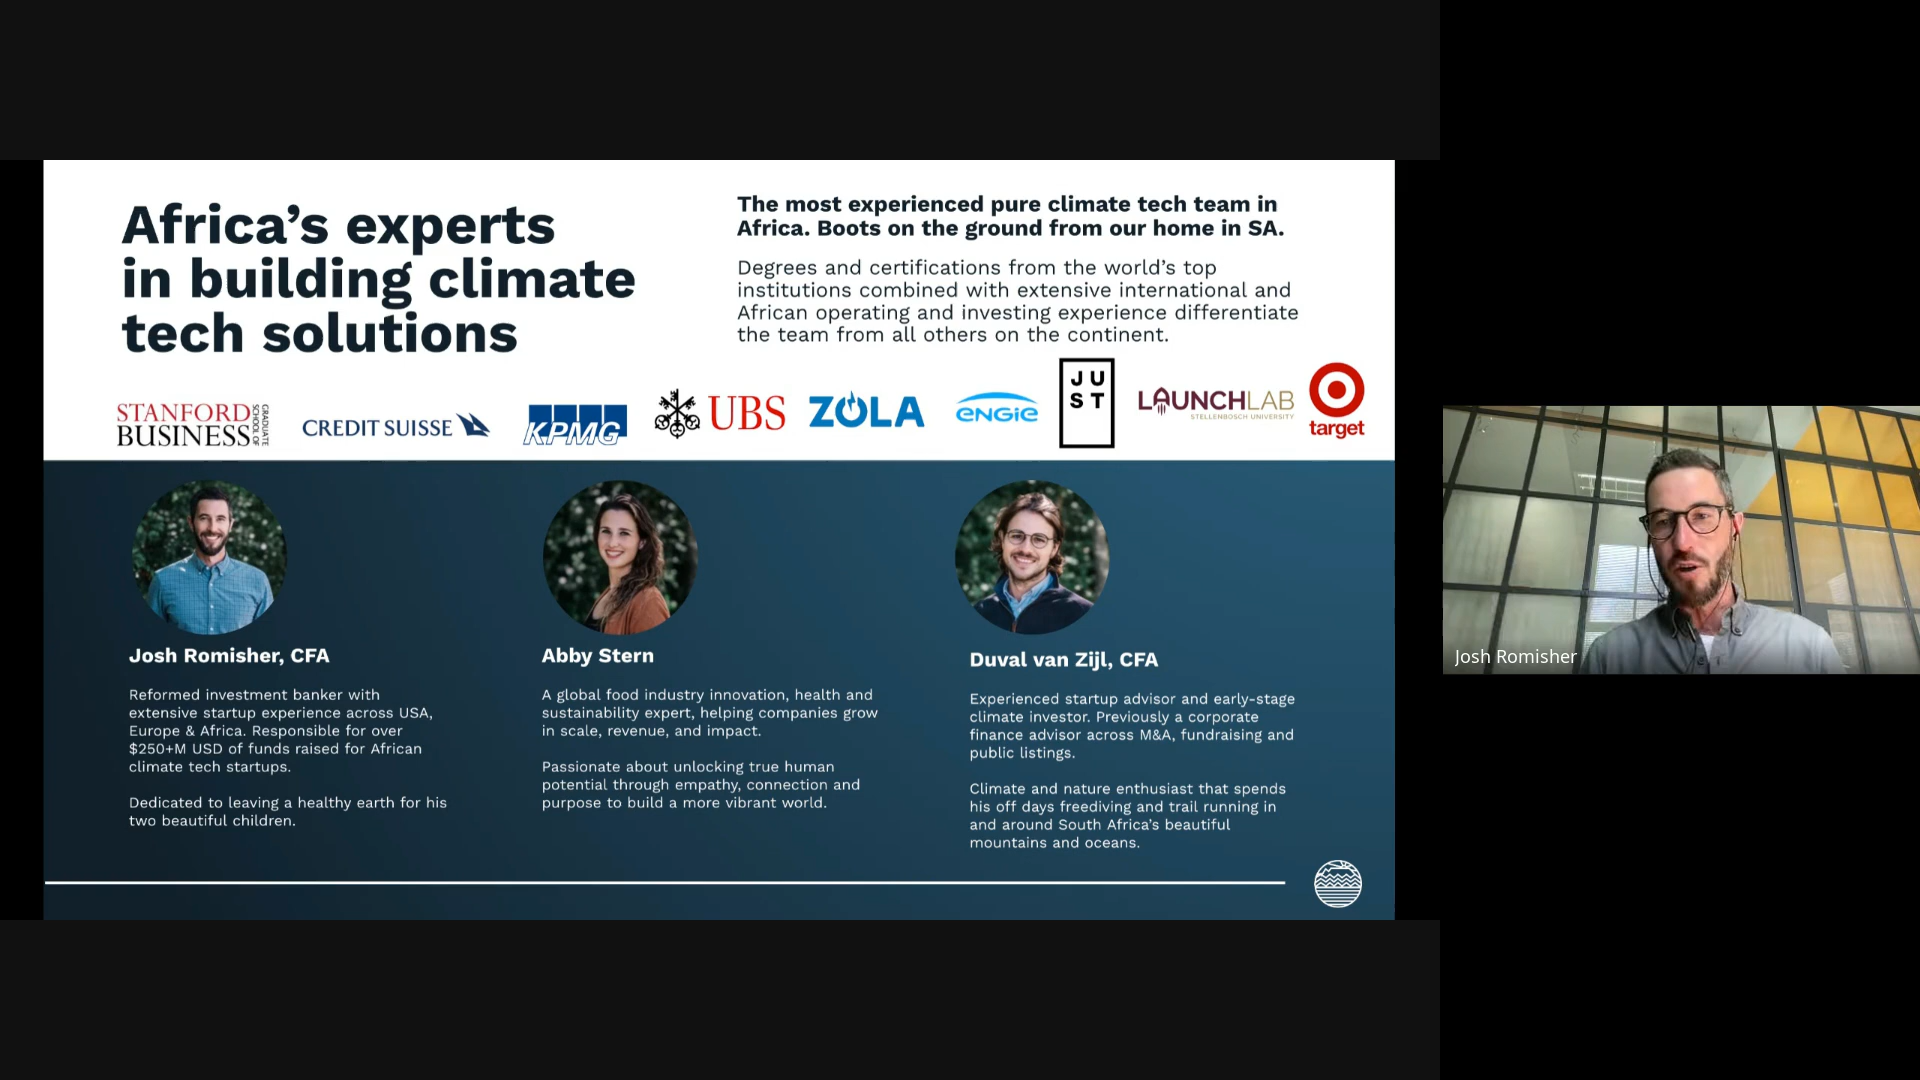 Africa's experts
in building climate
tech solutions
The most experienced pure climate tech team in
Africa. Boots on the ground from our home in SA.
Degrees and certifications from the world's top
institutions combined with extensive international and
African operating and investing experience differentiate
the team from all others on the continent.
STANFORD
BUSINESS
GRADUATE
SCHOOL OF
CREDIT SUISSE
KPMG
UBS
ZOLA
ENGIE
JU
ST
LAUNCHLAB
STELLENBOSCH UNIVERSITY
target
Josh Romisher, CFA
Reformed investment banker with
extensive startup experience across USA,
Europe & Africa. Responsible for over
$250+M USD of funds raised for African
climate tech startups.
Dedicated to leaving a healthy earth for his
two beautiful children.
Abby Stern
A global food industry innovation, health and
sustainability expert, helping companies grow
in scale, revenue, and impact.
Passionate about unlocking true human
potential through empathy, connection and
purpose to build a more vibrant world.
Duval van Zijl, CFA
Experienced startup advisor and early-stage
climate investor. Previously a corporate
finance advisor across M&A, fundraising and
public listings.
Climate and nature enthusiast that spends
his off days freediving and trail running in
and around South Africa's beautiful
mountains and oceans.
Josh Romisher